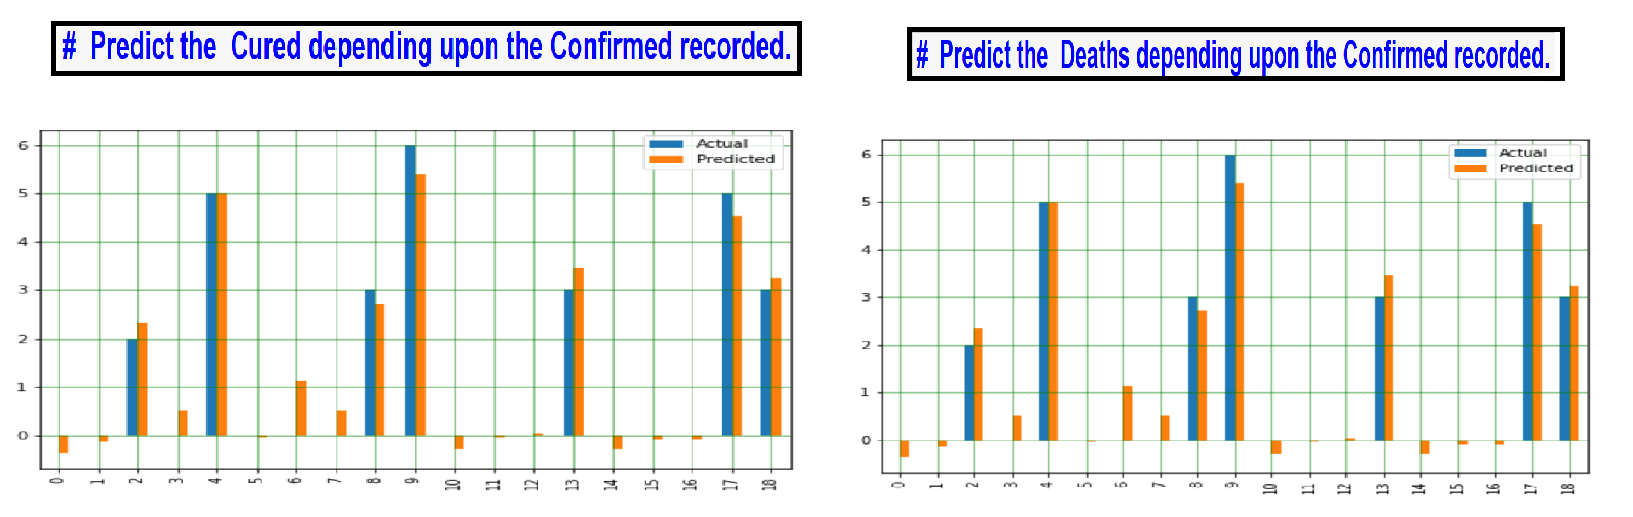 # Predict the Cured depending upon the Confirmed recorded.
# Predict the Deaths depending upon the Confirmed recorded.
Actual
Predicted
6
5
4
3
2
1
0
0 1 2 3 4 5 6 7 8 9 10 11 12 13 14 15 16 17 18
Actual
Predicted
6
5
4
3
2
1
0
0 1 2 3 4 5 6 7 8 9 10 11 12 13 14 15 16 17 18